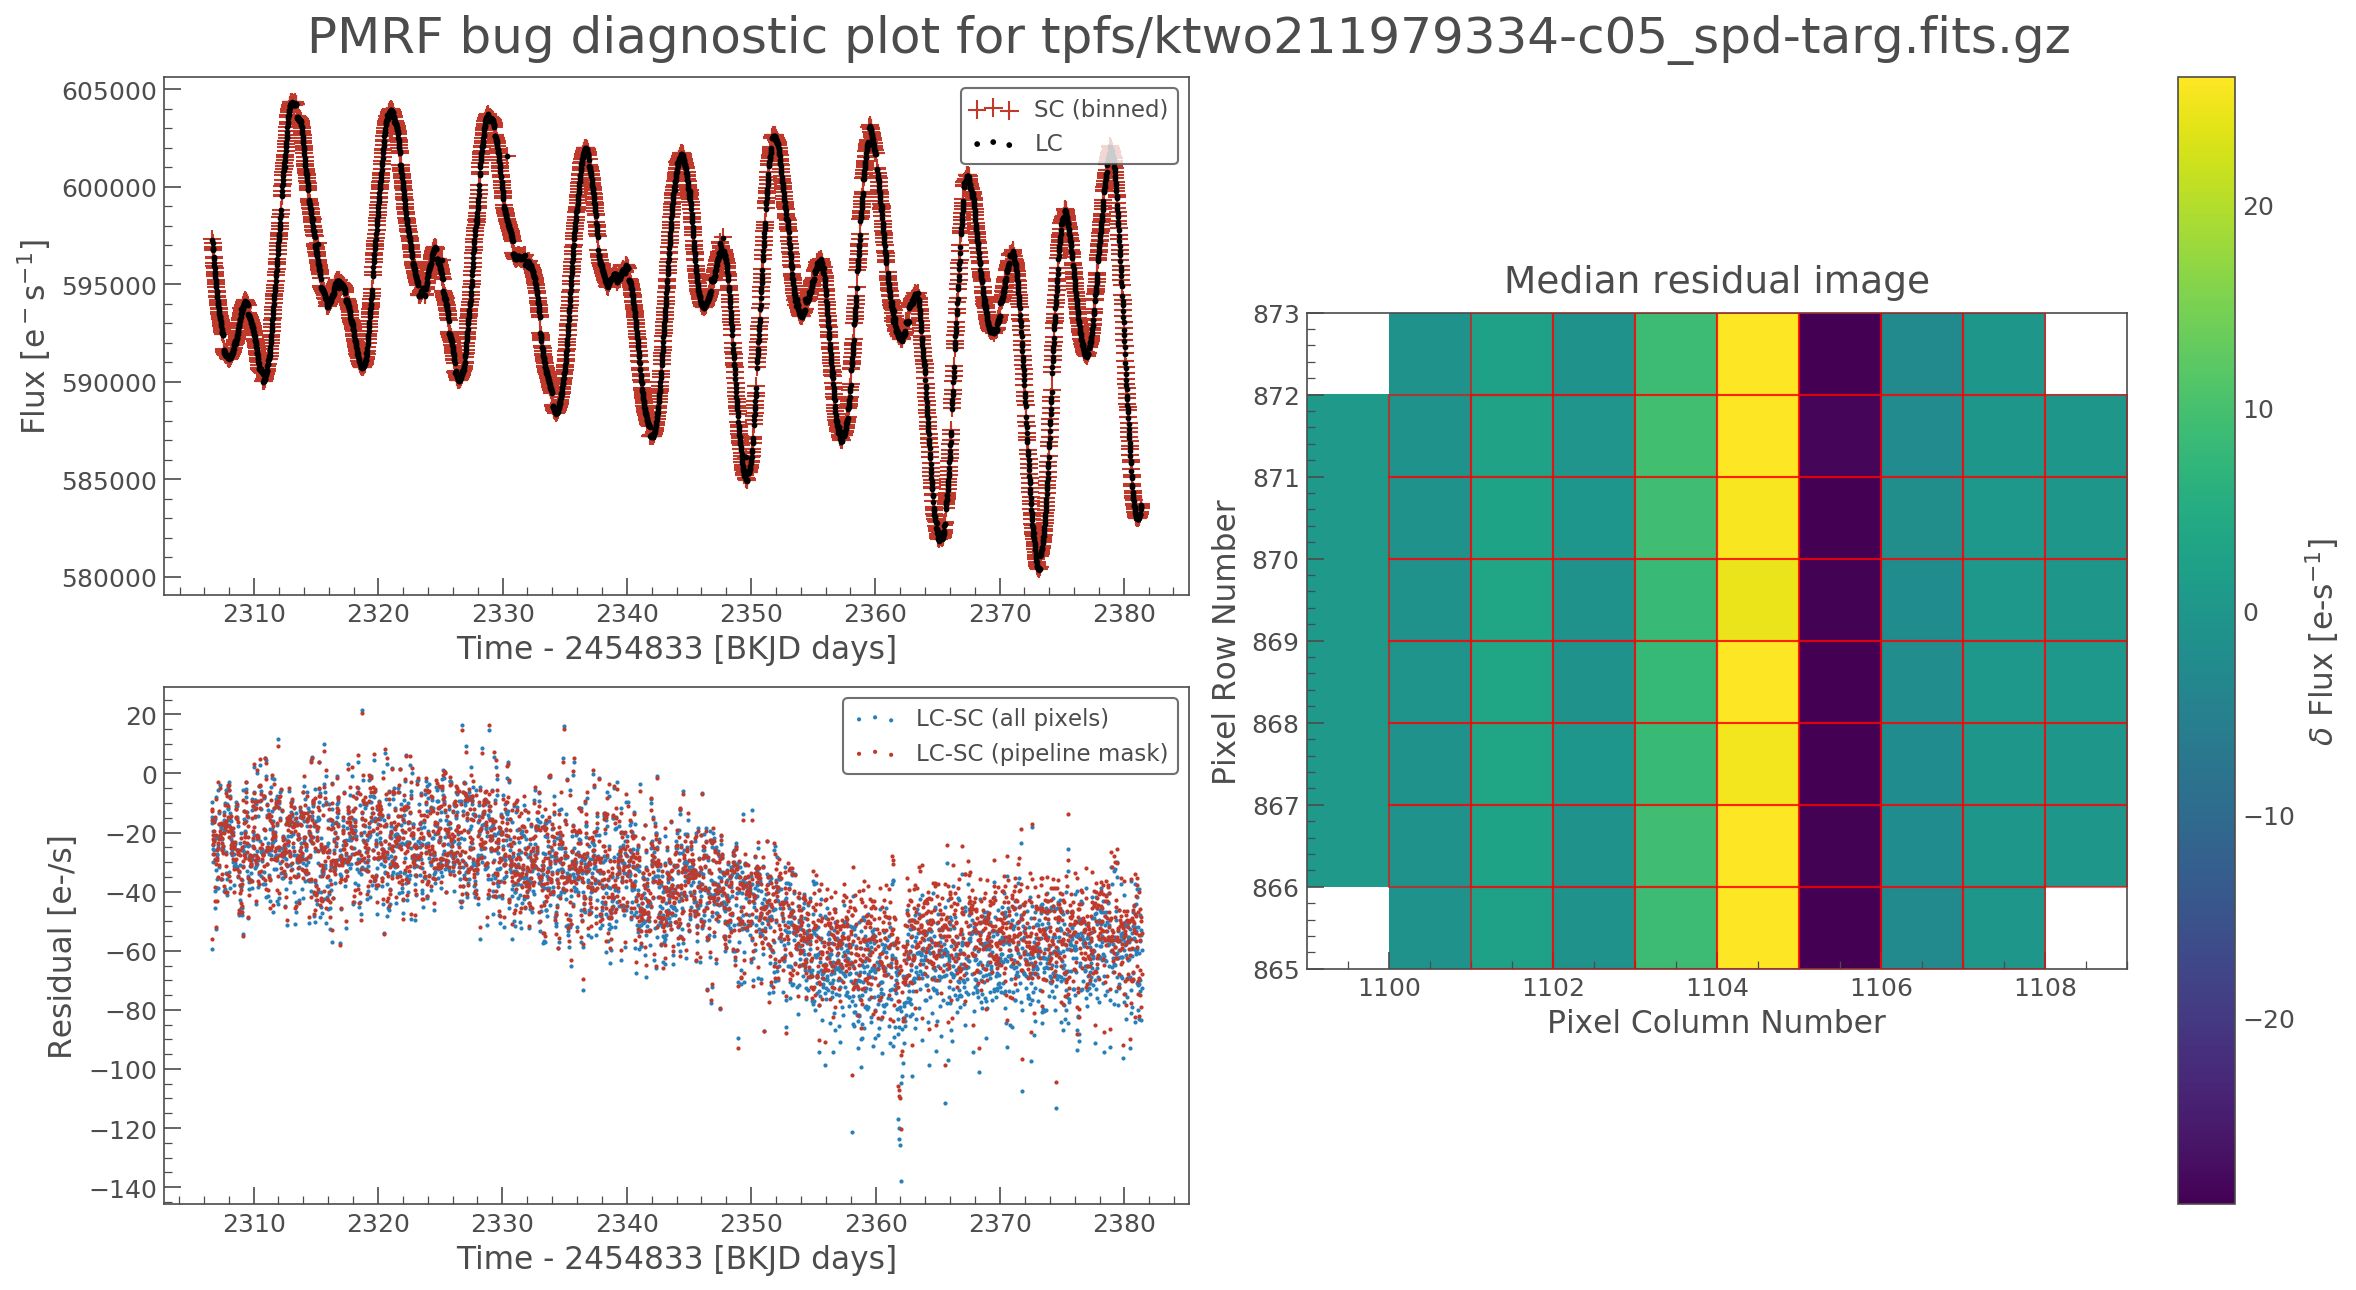 PMRF bug diagnostic plot for tpfs/ktwo211979334-c05_spd-targ.fits.gz
605000
600000
595000
590000
585000
580000
Flux [e⁻ s⁻¹]
SC (binned)
LC
2310 2320 2330 2340 2350 2360 2370 2380
Time - 2454833 [BKJD days]
20
0
−20
−40
−60
−80
−100
−120
−140
Residual [e-/s]
LC-SC (all pixels)
LC-SC (pipeline mask)
2310 2320 2330 2340 2350 2360 2370 2380
Time - 2454833 [BKJD days]
Median residual image
873
872
871
870
869
868
867
866
865
Pixel Row Number
1100 1102 1104 1106 1108
Pixel Column Number
20
10
0
−10
−20
δ Flux [e-s⁻¹]